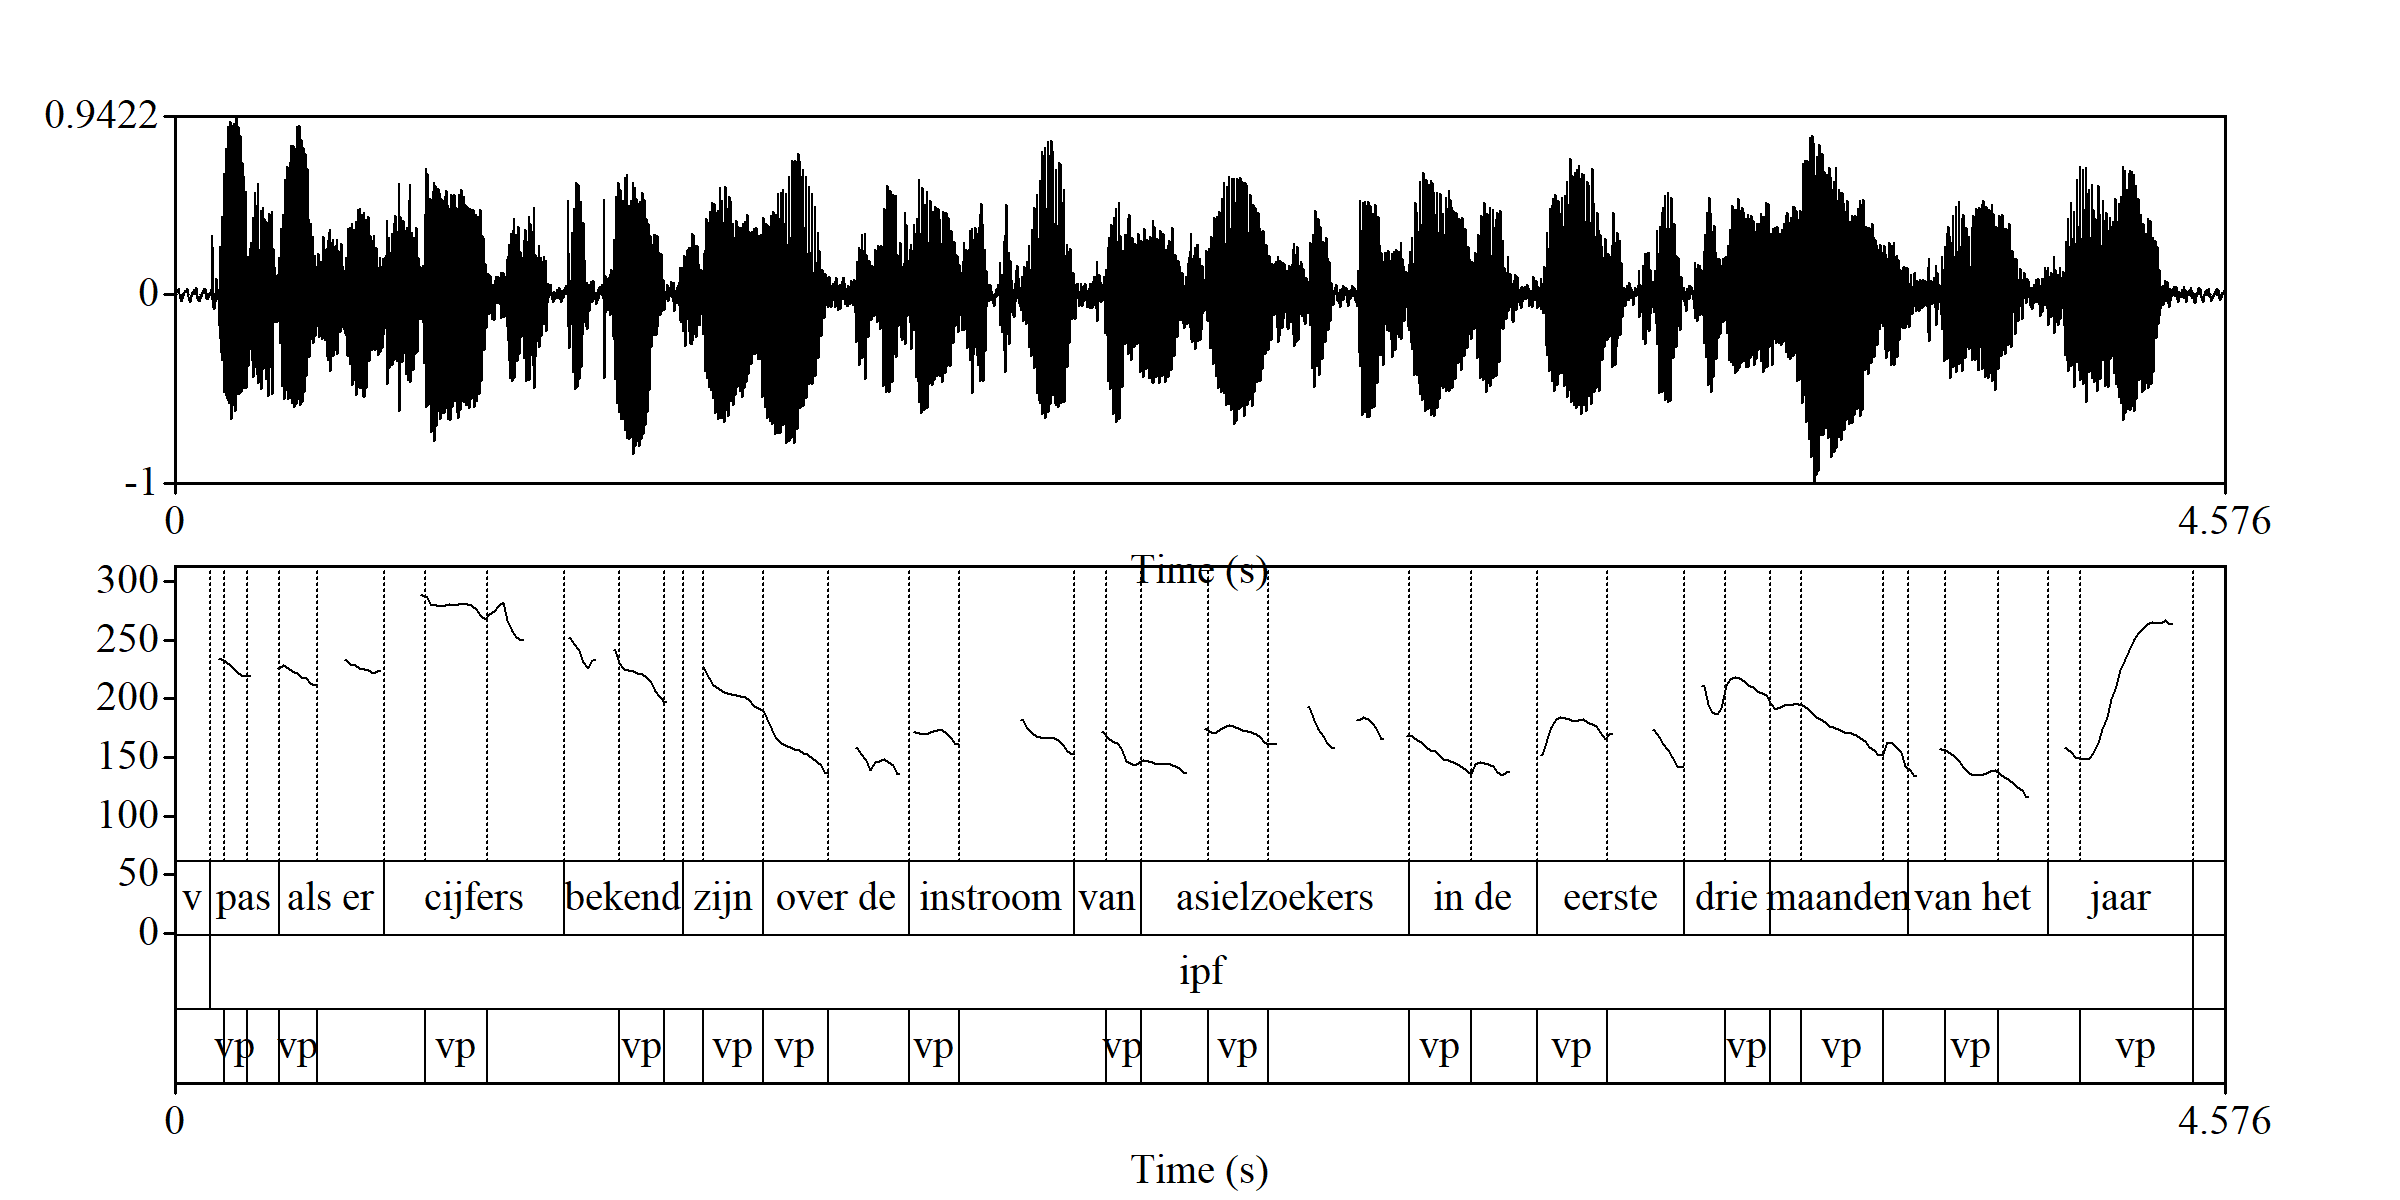 0.9422
0
-1
0 4.576
Time (s)
300
250
200
150
100
50
0
v pas als er cijfers bekend zijn over de instroom van asielzoekers in de eerste drie maanden van het jaar
ipf
vp vp vp vp vp vp vp vp vp vp vp vp vp vp vp
0 4.576
Time (s)